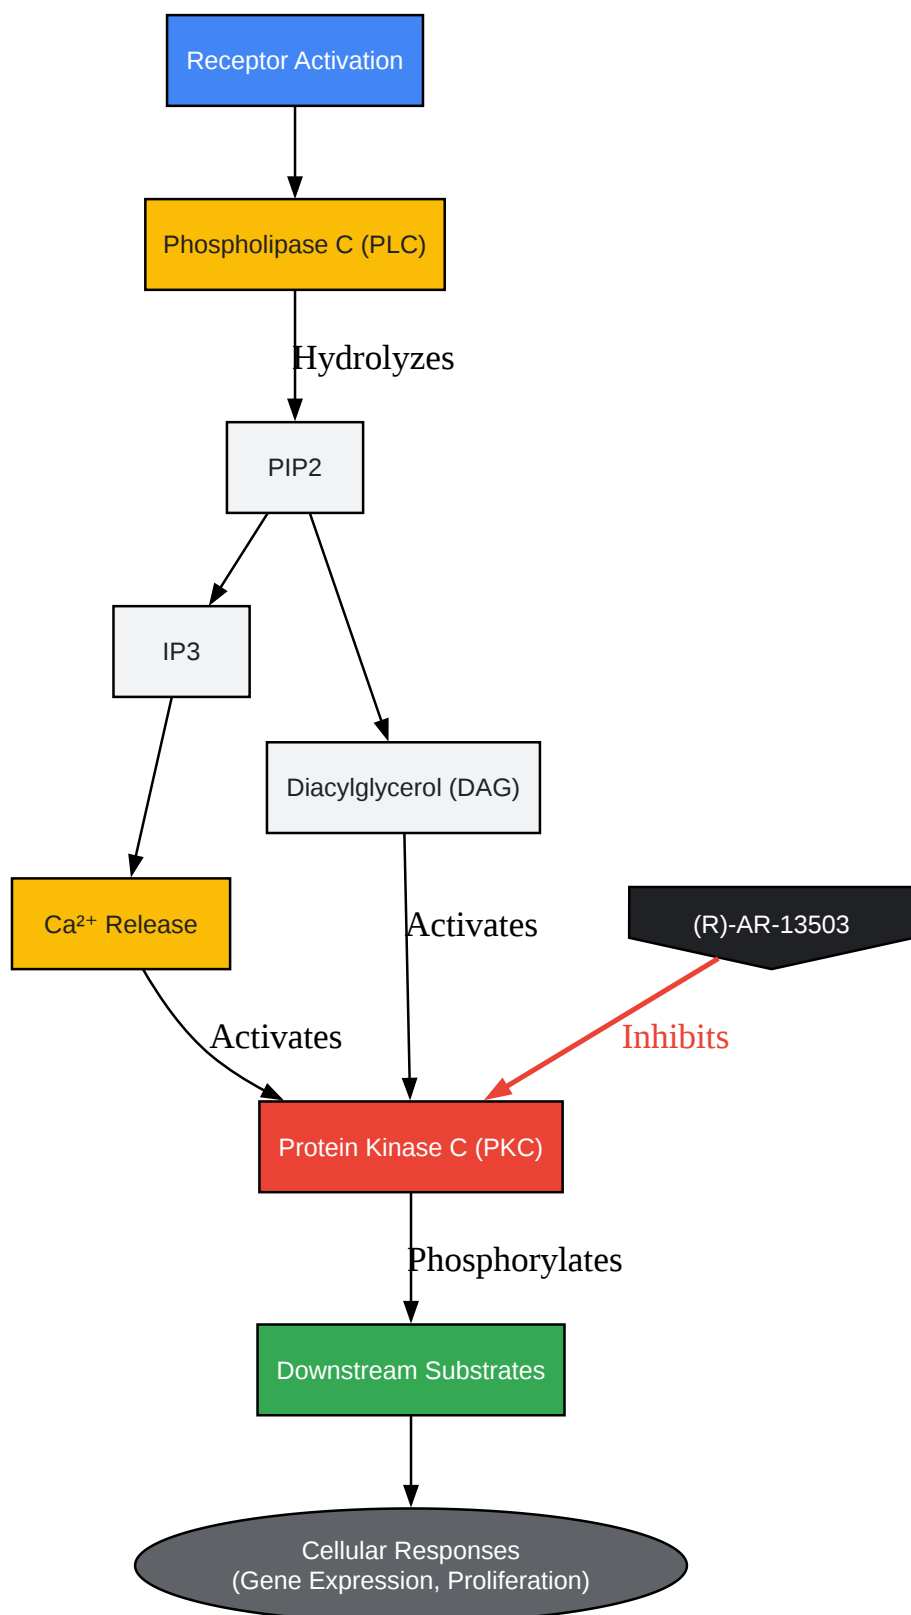 Receptor Activation
Phospholipase C (PLC)
Hydrolyzes
PIP2
IP3
Diacylglycerol (DAG)
Ca²⁺ Release
Activates
(R)-AR-13503
Activates
Inhibits
Protein Kinase C (PKC)
Phosphorylates
Downstream Substrates
Cellular Responses
(Gene Expression, Proliferation)